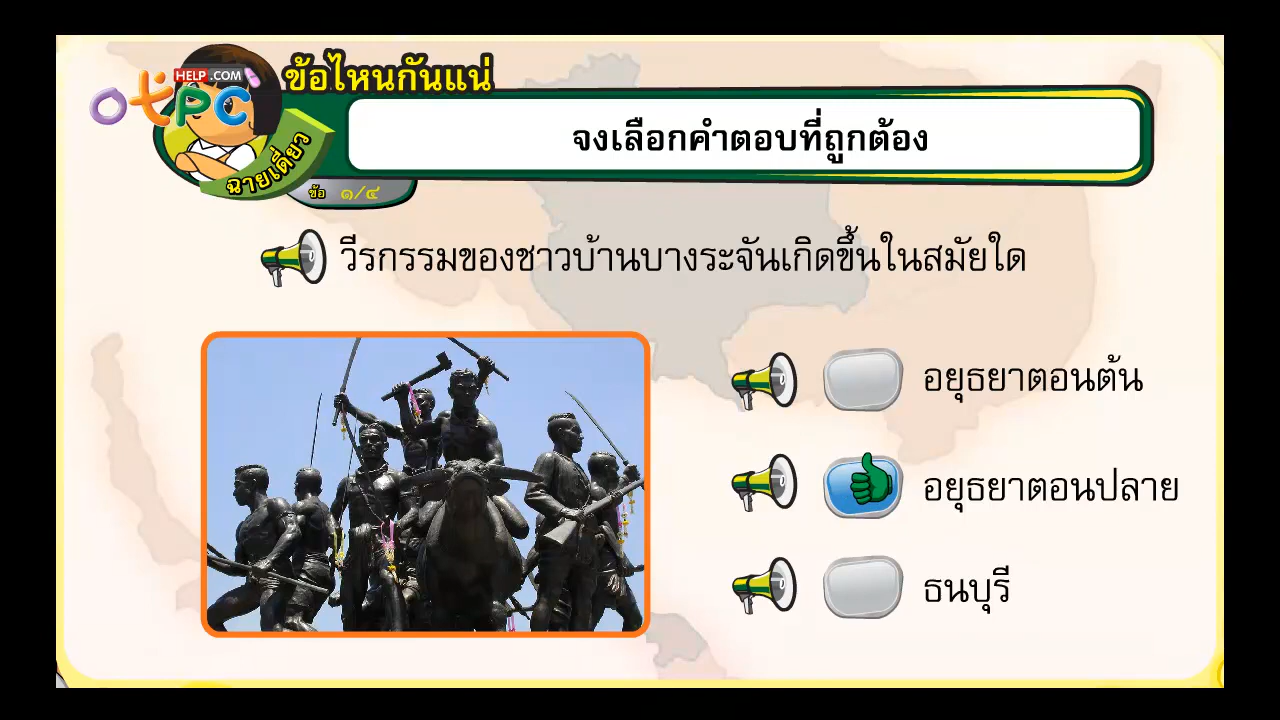 ข้อไหนกันแน่
HELP .COM
OTPC
จงเลือกคำตอบที่ถูกต้อง
ฉายเดี่ยว
ข้อ ๑/๔
วีรกรรมของชาวบ้านบางระจันเกิดขึ้นในสมัยใด
อยุธยาตอนต้น
อยุธยาตอนปลาย
ธนบุรี